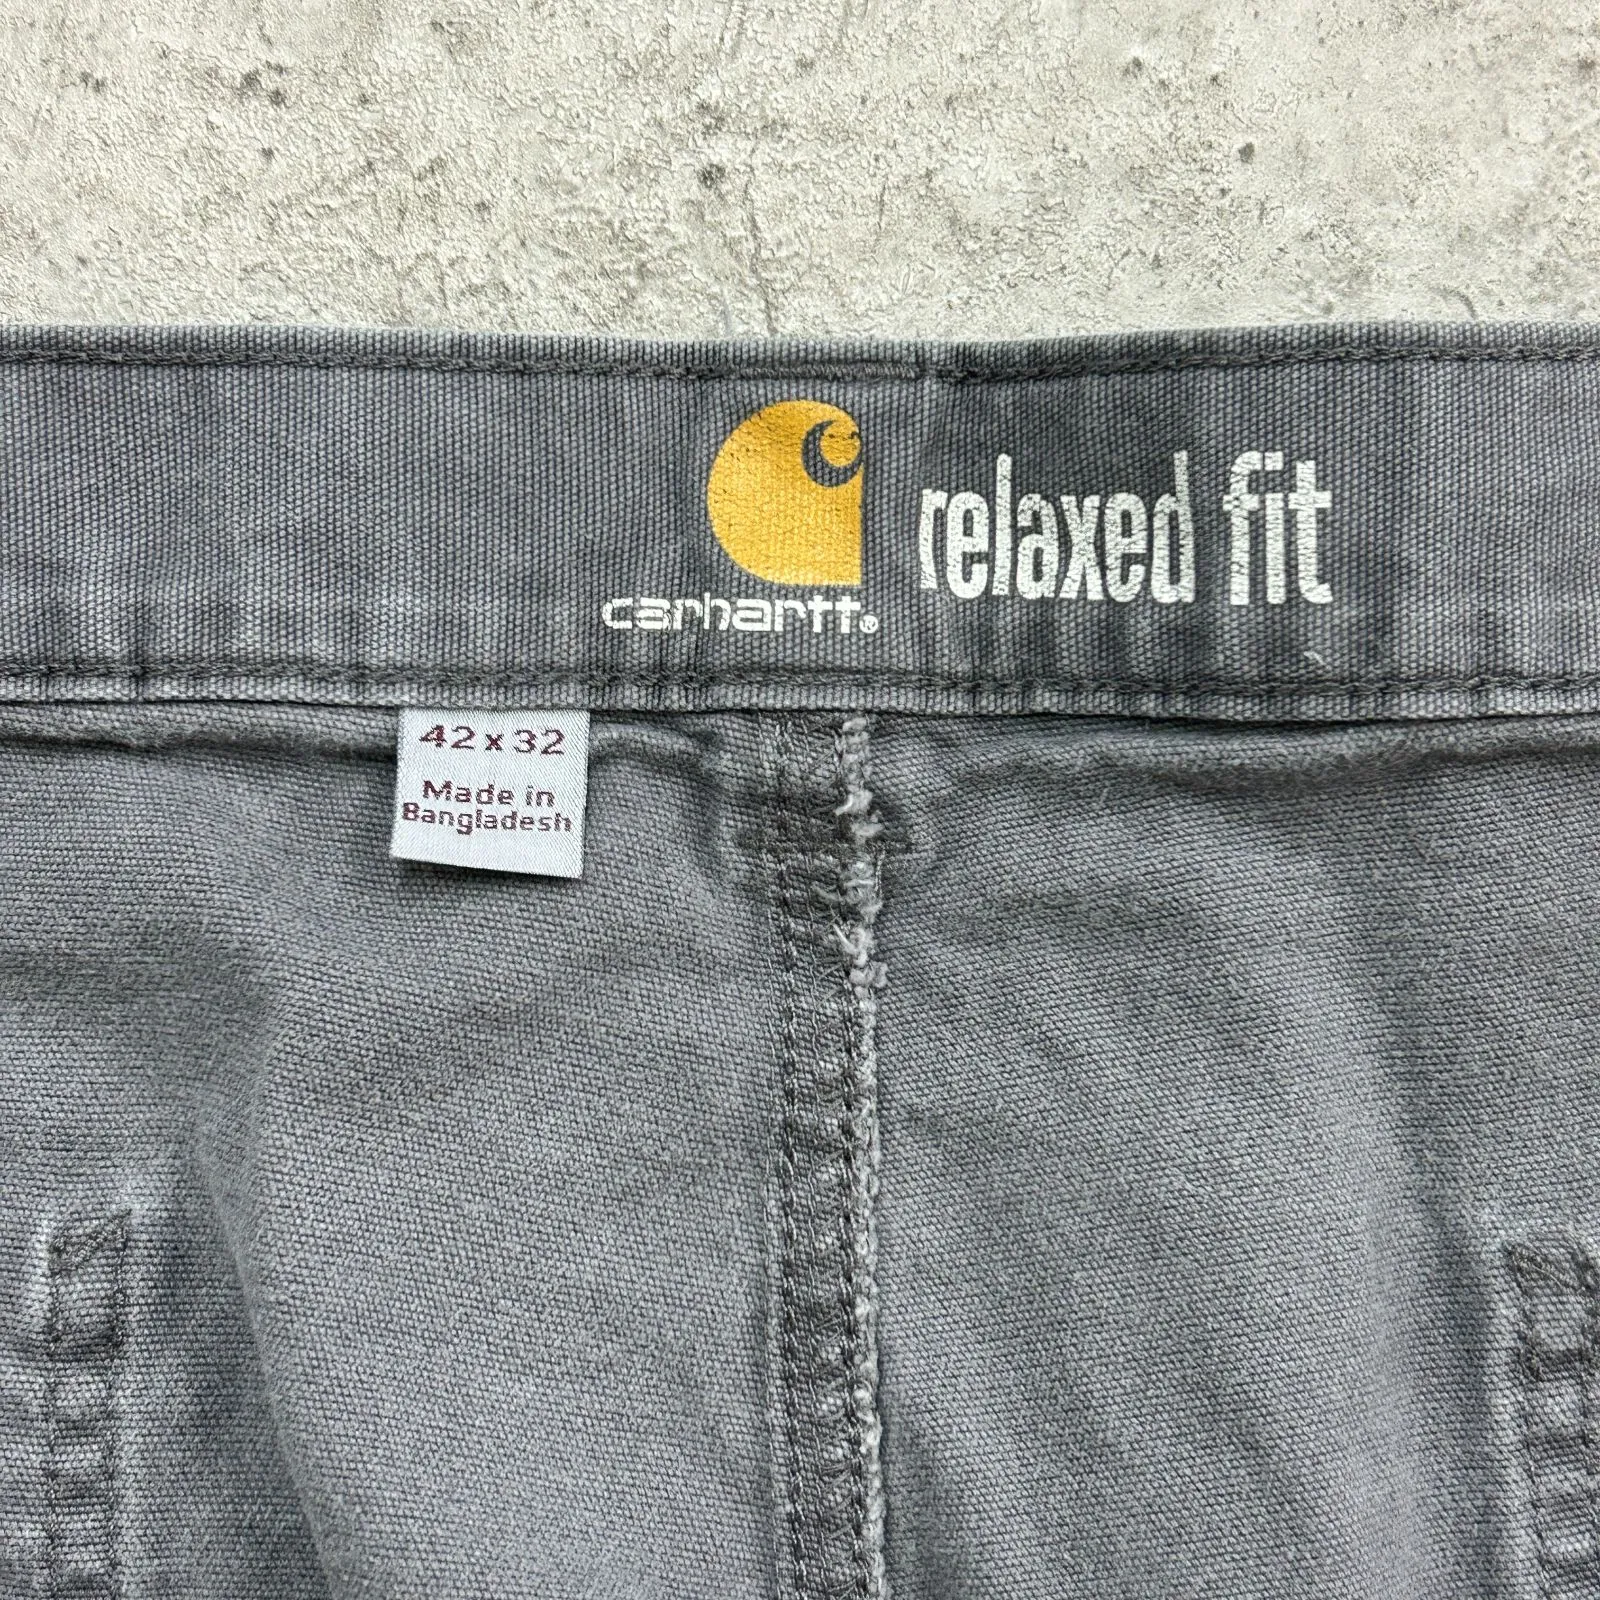 relaxed fit
carhartt®
42 x 32
Made in
Bangladesh